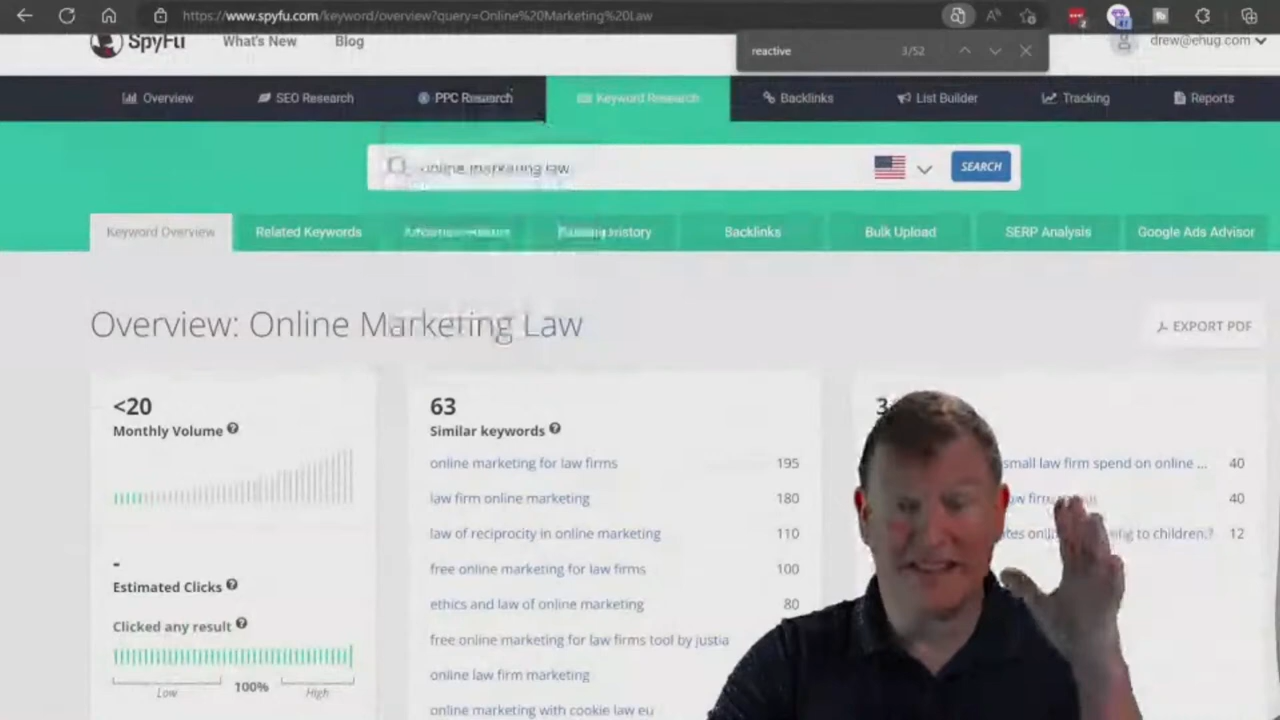 https://www.spyfu.com/keyword/overview?query=Online%20Marketing%20Law
reactive 3/52
SpyFu What's New Blog drew@ehug.com
Overview SEO Research PPC Research Keyword Research Backlinks List Builder Tracking Reports
online marketing law SEARCH
Keyword Overview Related Keywords History Backlinks Bulk Upload SERP Analysis Google Ads Advisor
Overview: Online Marketing Law EXPORT PDF
<20
Monthly Volume
-
Estimated Clicks
Clicked any result
Low 100% High
63
Similar keywords
online marketing for law firms 195
law firm online marketing 180
law of reciprocity in online marketing 110
free online marketing for law firms 100
ethics and law of online marketing 80
free online marketing for law firms tool by justia
online law firm marketing
online marketing with cookie law eu
small law firm spend on online ... 40
40
to children.? 12